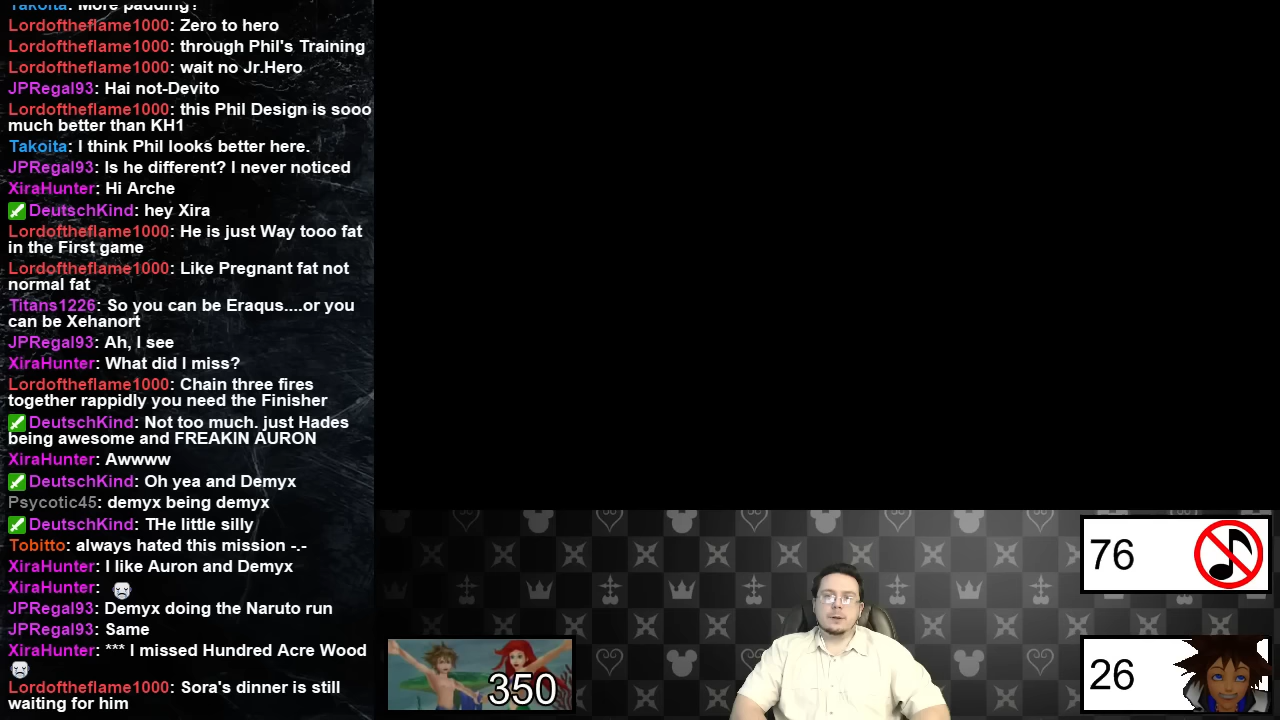 Takoita: More padding?
Lordoftheflame1000: Zero to hero
Lordoftheflame1000: through Phil's Training
Lordoftheflame1000: wait no Jr.Hero
JPRegal93: Hai not-Devito
Lordoftheflame1000: this Phil Design is sooo
much better than KH1
Takoita: I think Phil looks better here.
JPRegal93: Is he different? I never noticed
XiraHunter: Hi Arche
DeutschKind: hey Xira
Lordoftheflame1000: He is just Way tooo fat
in the First game
Lordoftheflame1000: Like Pregnant fat not
normal fat
Titans1226: So you can be Eraqus....or you
can be Xehanort
JPRegal93: Ah, I see
XiraHunter: What did I miss?
Lordoftheflame1000: Chain three fires
together rappidly you need the Finisher
DeutschKind: Not too much. just Hades
being awesome and FREAKIN AURON
XiraHunter: Awwww
DeutschKind: Oh yea and Demyx
Psycotic45: demyx being demyx
DeutschKind: THe little silly
Tobitto: always hated this mission -.-
XiraHunter: I like Auron and Demyx
XiraHunter:
JPRegal93: Demyx doing the Naruto run
JPRegal93: Same
XiraHunter: *** I missed Hundred Acre Wood
Lordoftheflame1000: Sora's dinner is still
waiting for him
350
76
26